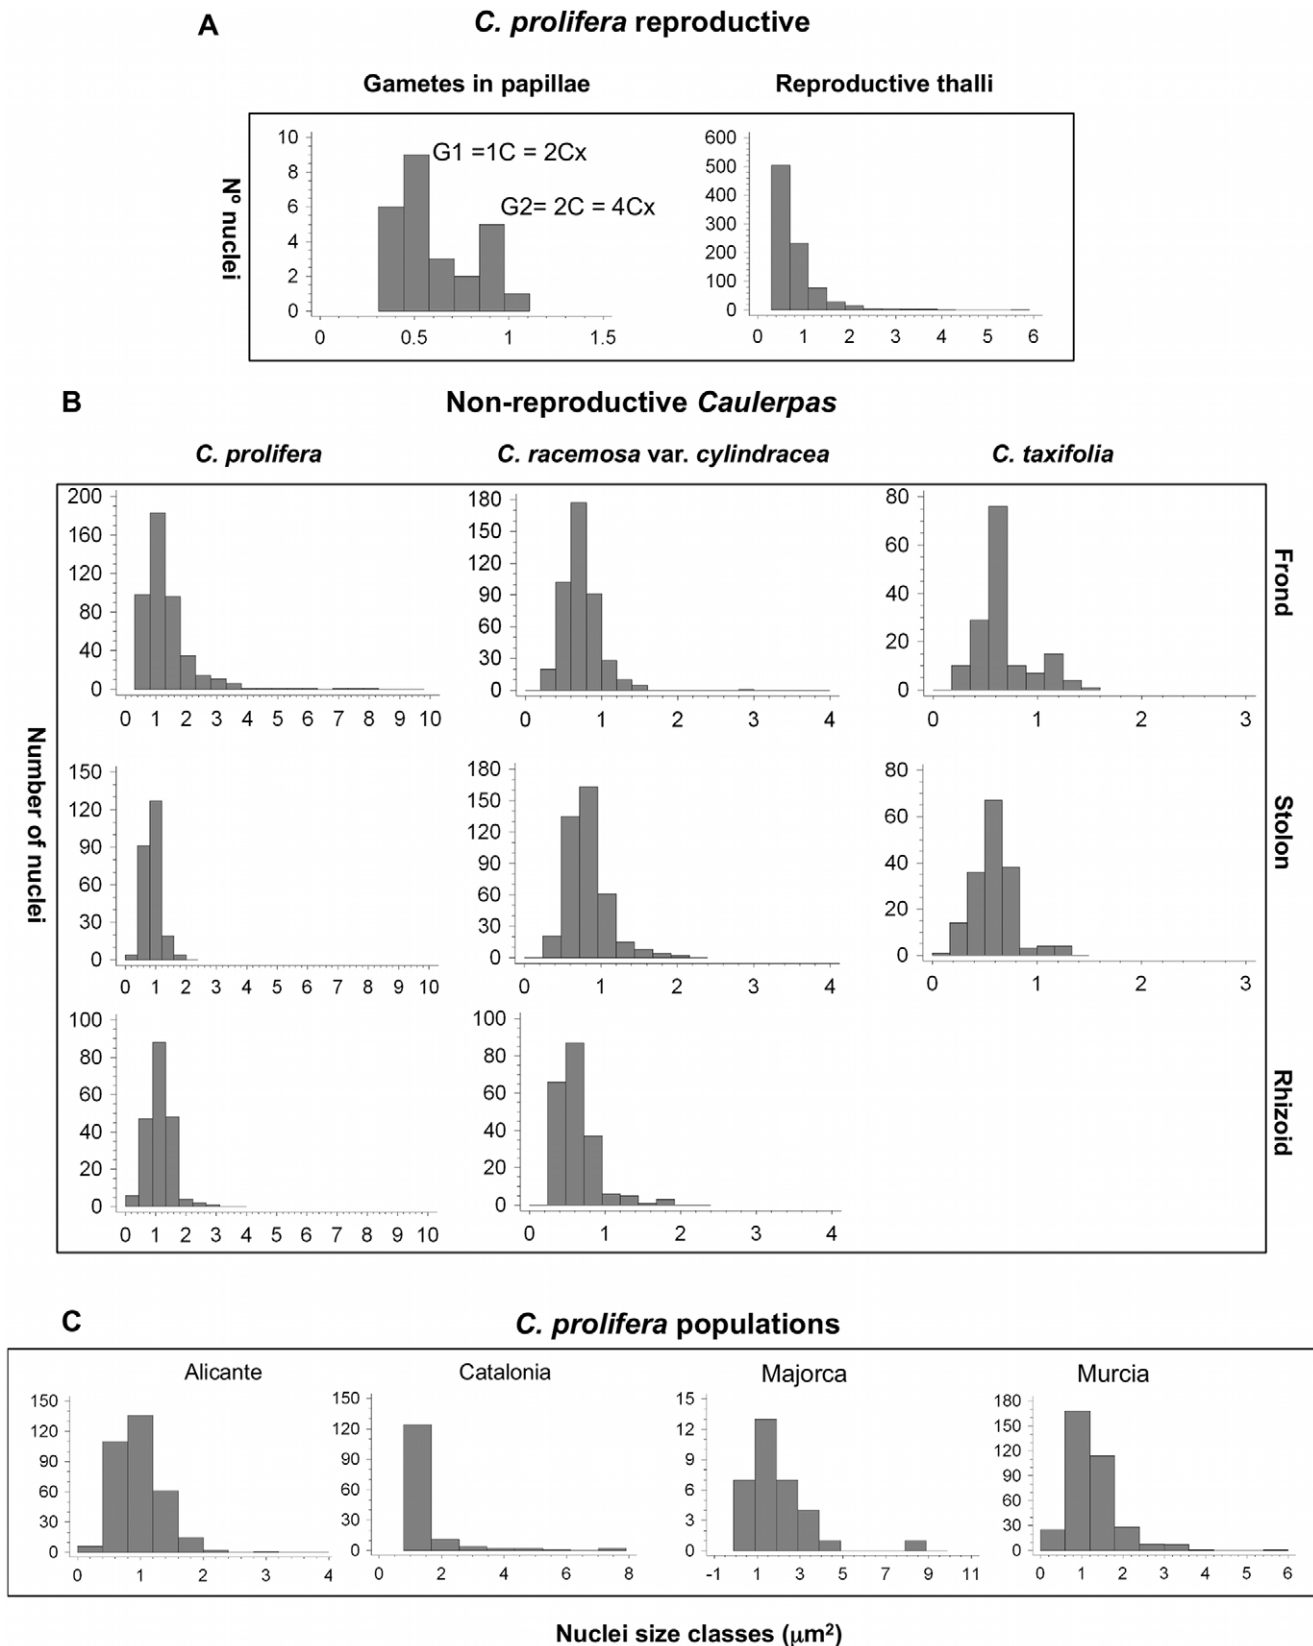 A
C. prolifera reproductive
Gametes in papillae
Reproductive thalli
Nº nuclei
10
8
6
4
2
0
G1 =1C = 2Cx
G2= 2C = 4Cx
0 0.5 1 1.5
600
500
400
300
200
100
0
0 1 2 3 4 5 6
B
Non-reproductive Caulerpas
C. prolifera
C. racemosa var. cylindracea
C. taxifolia
Number of nuclei
200
160
120
80
40
0
0 1 2 3 4 5 6 7 8 9 10
180
150
120
90
60
30
0
0 1 2 3 4
80
60
40
20
0
0 1 2 3
Frond
150
120
90
60
30
0
0 1 2 3 4 5 6 7 8 9 10
180
150
120
90
60
30
0
0 1 2 3 4
80
60
40
20
0
0 1 2 3
Stolon
100
80
60
40
20
0
0 1 2 3 4 5 6 7 8 9 10
100
80
60
40
20
0
0 1 2 3 4
Rhizoid
C
C. prolifera populations
Alicante
150
120
90
60
30
0
0 1 2 3 4
Catalonia
150
120
90
60
30
0
0 2 4 6 8
Majorca
15
12
9
6
3
0
-1 1 3 5 7 9 11
Murcia
180
150
120
90
60
30
0
0 1 2 3 4 5 6
Nuclei size classes (μm²)